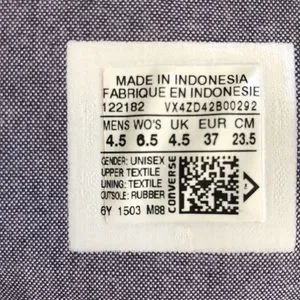 MADE IN INDONESIA
FABRIQUE EN INDONESIE
122182 VX4ZD42B00292
MENS WO'S UK EUR CM
4.5 6.5 4.5 37 23.5
GENDER: UNISEX
UPPER: TEXTILE
LINING: TEXTILE
OUTSOLE: RUBBER
6Y 1503 M88
CONVERSE